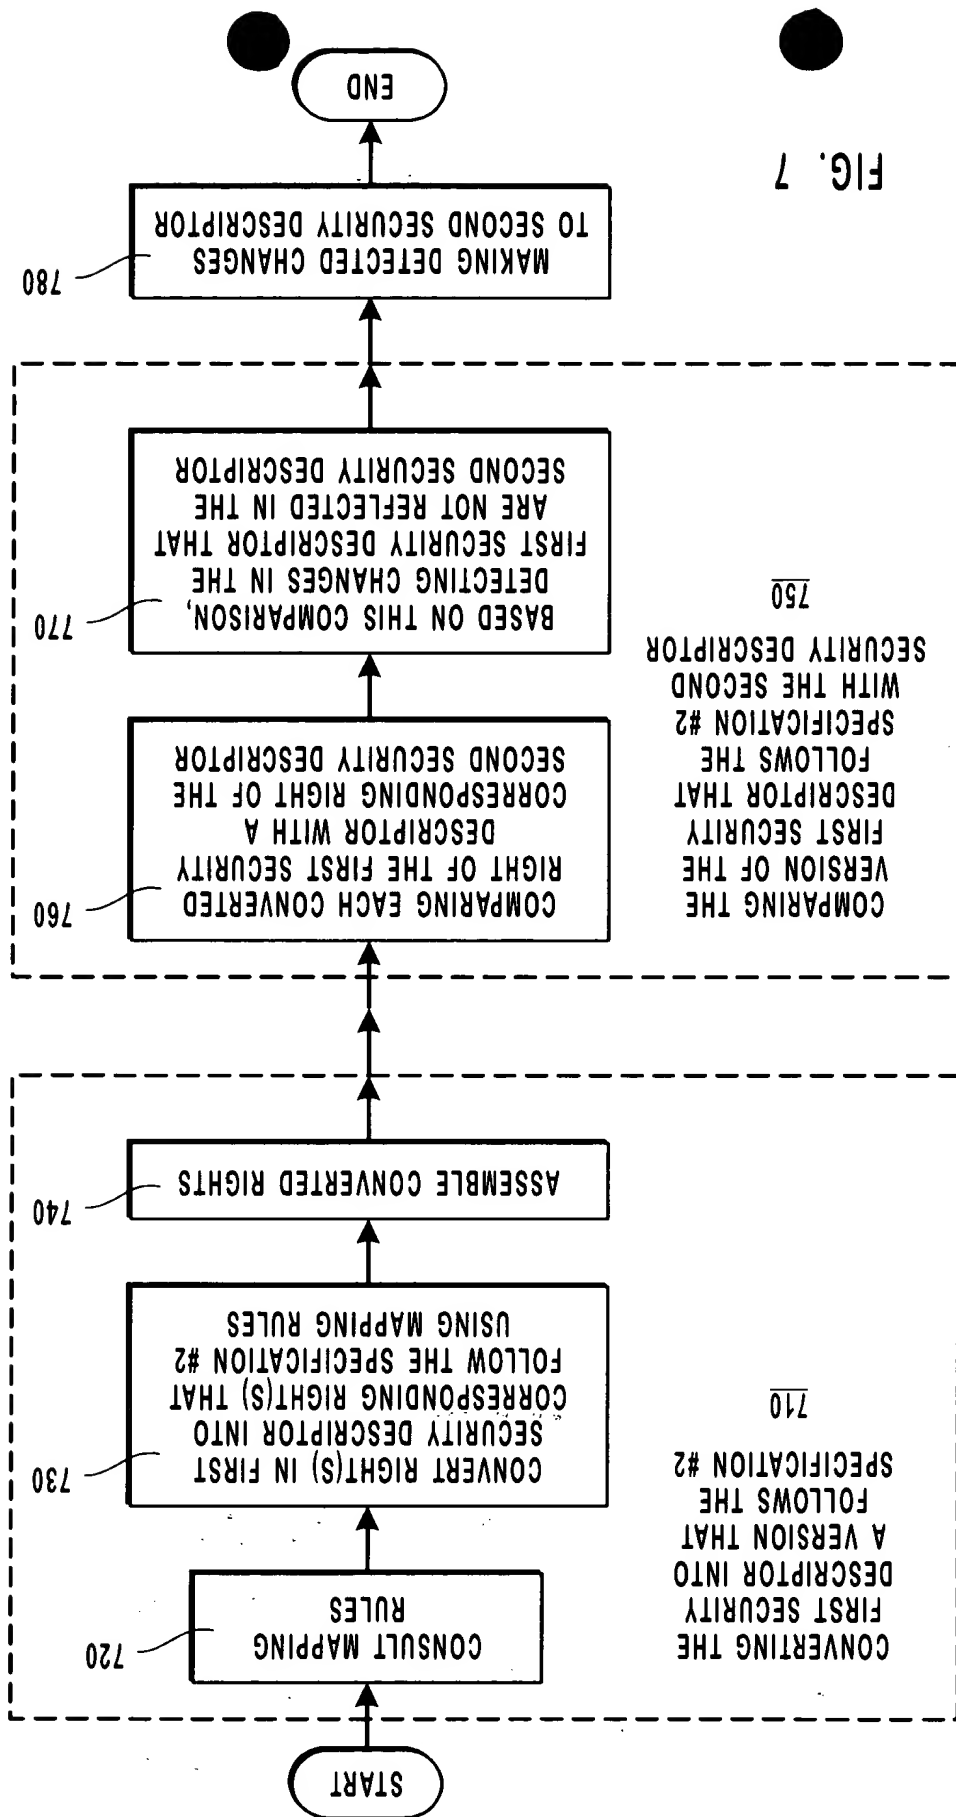 START
CONVERTING THE
FIRST SECURITY
DESCRIPTOR INTO
A VERSION THAT
FOLLOWS THE
SPECIFICATION #2
710
CONSULT MAPPING
RULES
720
CONVERT RIGHT(S) IN FIRST
SECURITY DESCRIPTOR INTO
CORRESPONDING RIGHT(S) THAT
FOLLOW THE SPECIFICATION #2
USING MAPPING RULES
730
ASSEMBLE CONVERTED RIGHTS
740
COMPARING THE
VERSION OF THE
FIRST SECURITY
DESCRIPTOR THAT
FOLLOWS THE
SPECIFICATION #2
WITH THE SECOND
SECURITY DESCRIPTOR
750
COMPARING EACH CONVERTED
RIGHT OF THE FIRST SECURITY
DESCRIPTOR WITH A
CORRESPONDING RIGHT OF THE
SECOND SECURITY DESCRIPTOR
760
BASED ON THIS COMPARISON,
DETECTING CHANGES IN THE
FIRST SECURITY DESCRIPTOR THAT
ARE NOT REFLECTED IN THE
SECOND SECURITY DESCRIPTOR
770
MAKING DETECTED CHANGES
TO SECOND SECURITY DESCRIPTOR
780
END
FIG. 7